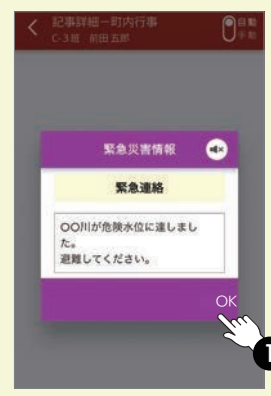 記事詳細ー町内行事
自動
C-3班 前田五郎
手動
緊急災害情報
緊急連絡
〇〇川が危険水位に達しまし
た。
避難してください。
OK
1